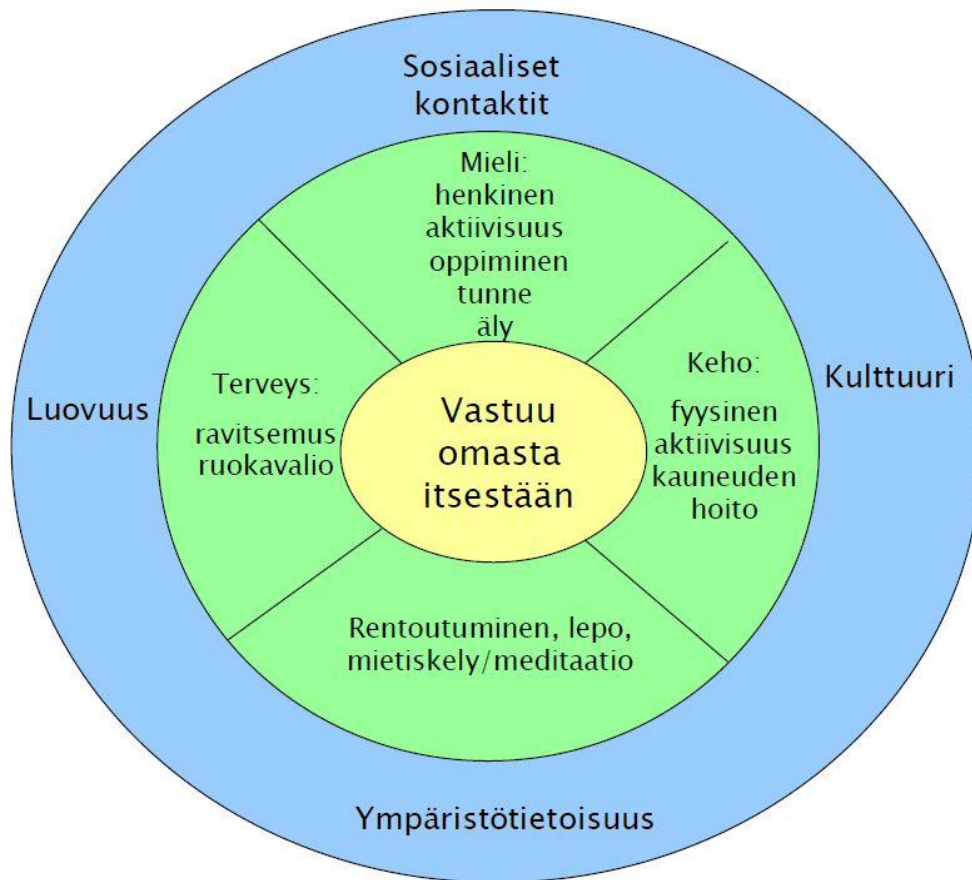 Sosiaaliset
kontaktit
Mieli:
henkinen
aktiivisuus
oppiminen
tunne
äly
Luovuus
Terveys:
ravitsemus
ruokavalio
Vastuu
omasta
itsestään
Keho:
fyysinen
aktiivisuus
kauneuden
hoito
Kulttuuri
Rentoutuminen, lepo,
mietiskely/meditaatio
Ympäristötietoisuus